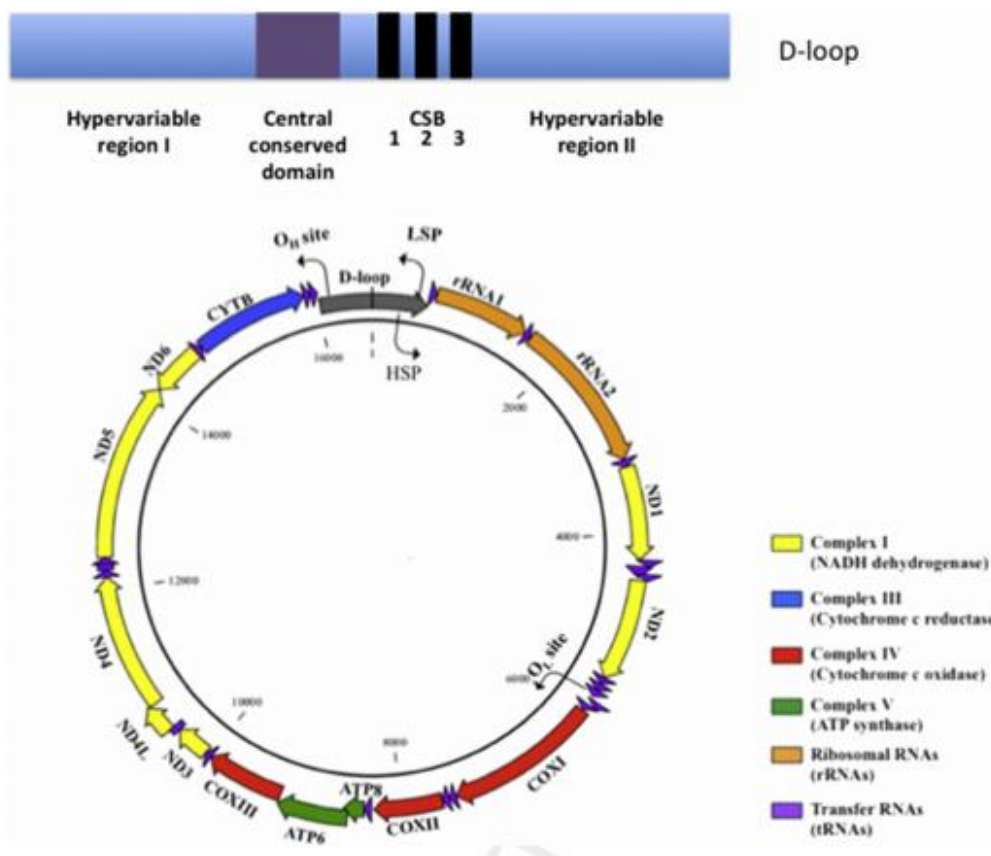 D-loop
Hypervariable
region I
Central
conserved
domain
CSB
1 2 3
Hypervariable
region II
O_H site
LSP
D-loop
HSP
CYTB
rRNA1
rRNA2
ND6
ND5
ND1
ND2
ND4
ND4L
ND3
COXIII
ATP6
ATP8
COXII
COXI
O_L site
16000
1
2000
14000
4000
12000
6000
10000
8000
Complex I
(NADH dehydrogenase)
Complex III
(Cytochrome c reductase
Complex IV
(Cytochrome c oxidase)
Complex V
(ATP synthase)
Ribosomal RNAs
(rRNAs)
Transfer RNAs
(tRNAs)